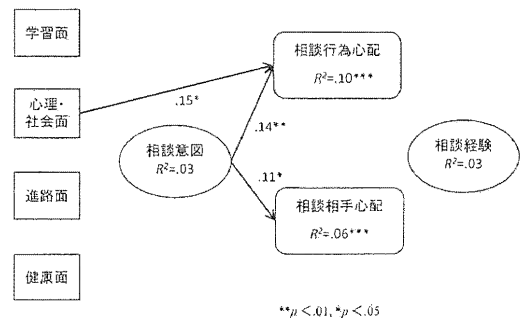 学習面
心理・
社会面
進路面
健康面
.15*
相談意図
R²=.03
.14**
.11*
相談行為心配
R²=.10***
相談相手心配
R²=.06***
相談経験
R²=.03
**p <.01, *p <.05